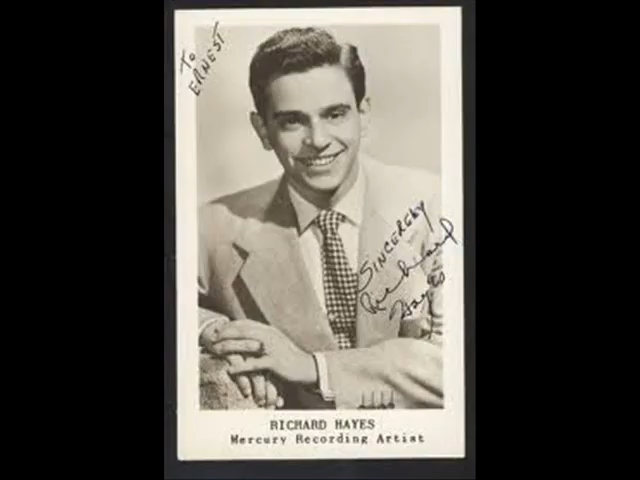 To
ERNEST
SINCERELY
Richard
Hayes
RICHARD HAYES
Mercury Recording Artist